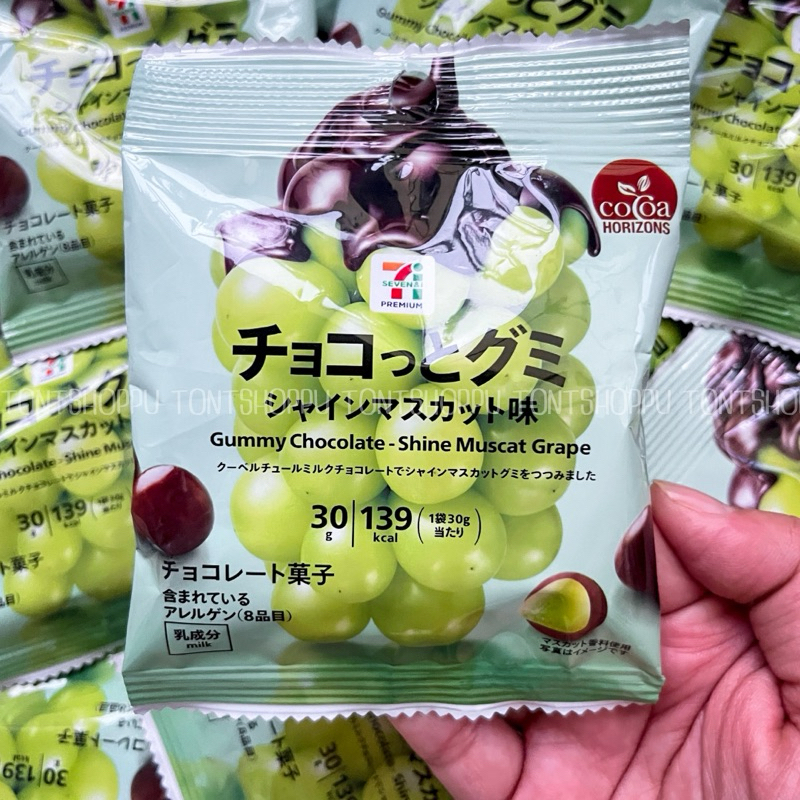 cocoa
HORIZONS
SEVEN&i
PREMIUM
チョコっとグミ
シャインマスカット味
Gummy Chocolate - Shine Muscat Grape
クーベルチュールミルクチョコレートでシャインマスカットグミをつつみました
30g 139kcal (1袋30g当たり)
チョコレート菓子
含まれている
アレルゲン(8品目)
乳成分
milk
マスカット香料使用
写真はイメージです
TONTSHOPPU TONTSHOPPU TONTSHOPPU TONTSHOPPU